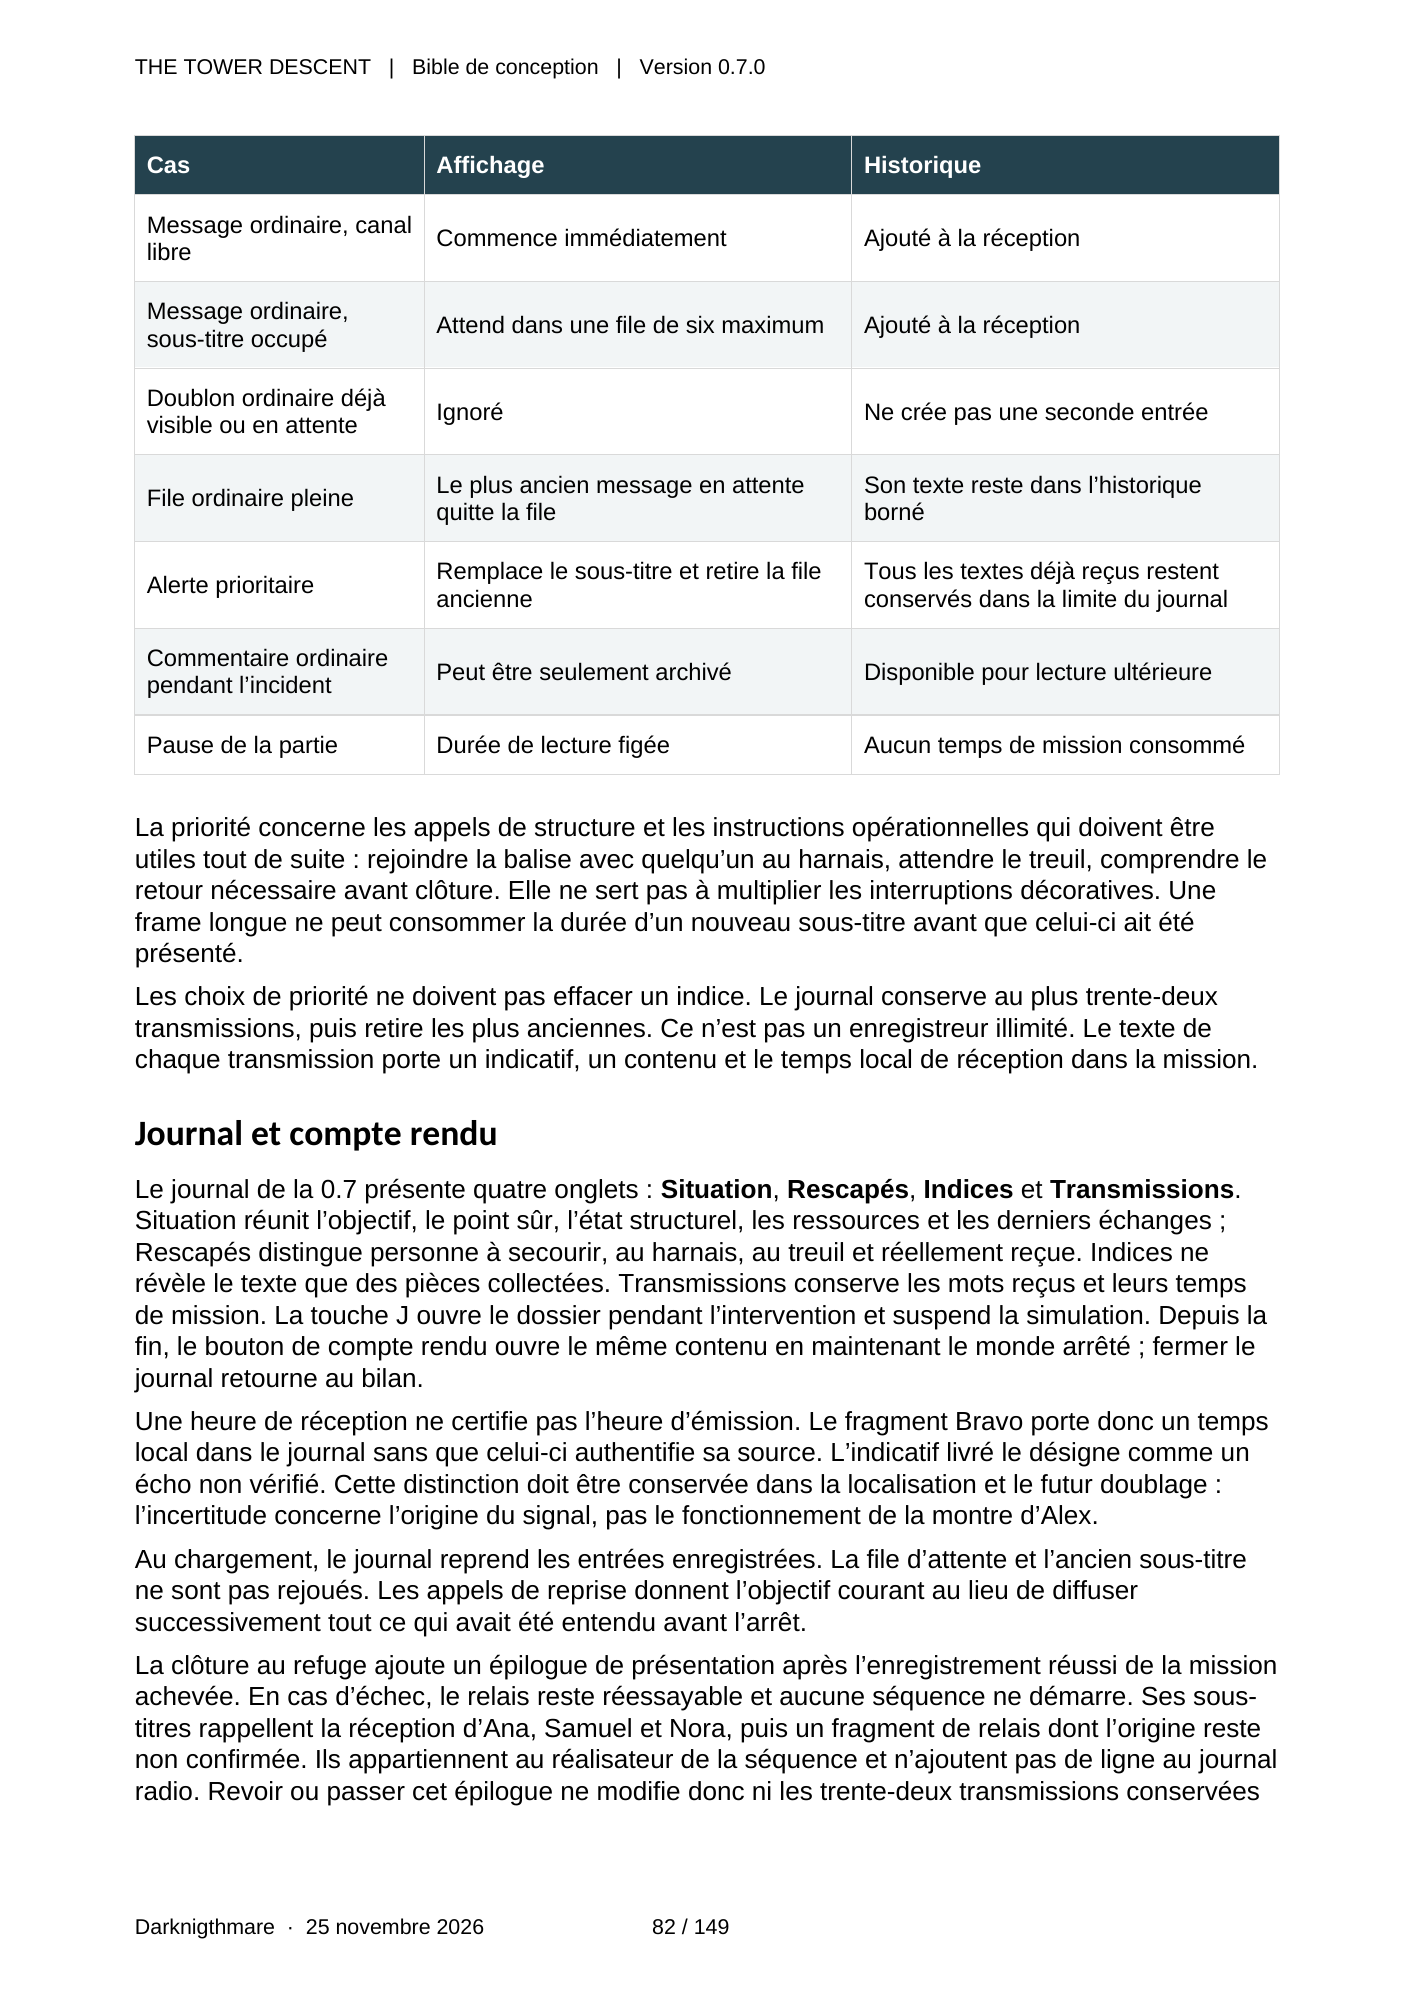 THE TOWER DESCENT | Bible de conception | Version 0.7.0
Cas
Affichage
Historique
Message ordinaire, canal
libre
Commence immédiatement
Ajouté à la réception
Message ordinaire,
sous-titre occupé
Attend dans une file de six maximum
Ajouté à la réception
Doublon ordinaire déjà
visible ou en attente
Ignoré
Ne crée pas une seconde entrée
File ordinaire pleine
Le plus ancien message en attente
quitte la file
Son texte reste dans l’historique
borné
Alerte prioritaire
Remplace le sous-titre et retire la file
ancienne
Tous les textes déjà reçus restent
conservés dans la limite du journal
Commentaire ordinaire
pendant l’incident
Peut être seulement archivé
Disponible pour lecture ultérieure
Pause de la partie
Durée de lecture figée
Aucun temps de mission consommé
La priorité concerne les appels de structure et les instructions opérationnelles qui doivent être
utiles tout de suite : rejoindre la balise avec quelqu’un au harnais, attendre le treuil, comprendre le
retour nécessaire avant clôture. Elle ne sert pas à multiplier les interruptions décoratives. Une
frame longue ne peut consommer la durée d’un nouveau sous-titre avant que celui-ci ait été
présenté.
Les choix de priorité ne doivent pas effacer un indice. Le journal conserve au plus trente-deux
transmissions, puis retire les plus anciennes. Ce n’est pas un enregistreur illimité. Le texte de
chaque transmission porte un indicatif, un contenu et le temps local de réception dans la mission.
Journal et compte rendu
Le journal de la 0.7 présente quatre onglets : Situation, Rescapés, Indices et Transmissions.
Situation réunit l’objectif, le point sûr, l’état structurel, les ressources et les derniers échanges ;
Rescapés distingue personne à secourir, au harnais, au treuil et réellement reçue. Indices ne
révèle le texte que des pièces collectées. Transmissions conserve les mots reçus et leurs temps
de mission. La touche J ouvre le dossier pendant l’intervention et suspend la simulation. Depuis la
fin, le bouton de compte rendu ouvre le même contenu en maintenant le monde arrêté ; fermer le
journal retourne au bilan.
Une heure de réception ne certifie pas l’heure d’émission. Le fragment Bravo porte donc un temps
local dans le journal sans que celui-ci authentifie sa source. L’indicatif livré le désigne comme un
écho non vérifié. Cette distinction doit être conservée dans la localisation et le futur doublage :
l’incertitude concerne l’origine du signal, pas le fonctionnement de la montre d’Alex.
Au chargement, le journal reprend les entrées enregistrées. La file d’attente et l’ancien sous-titre
ne sont pas rejoués. Les appels de reprise donnent l’objectif courant au lieu de diffuser
successivement tout ce qui avait été entendu avant l’arrêt.
La clôture au refuge ajoute un épilogue de présentation après l’enregistrement réussi de la mission
achevée. En cas d’échec, le relais reste réessayable et aucune séquence ne démarre. Ses sous-
titres rappellent la réception d’Ana, Samuel et Nora, puis un fragment de relais dont l’origine reste
non confirmée. Ils appartiennent au réalisateur de la séquence et n’ajoutent pas de ligne au journal
radio. Revoir ou passer cet épilogue ne modifie donc ni les trente-deux transmissions conservées
Darknigthmare · 25 novembre 2026
82 / 149